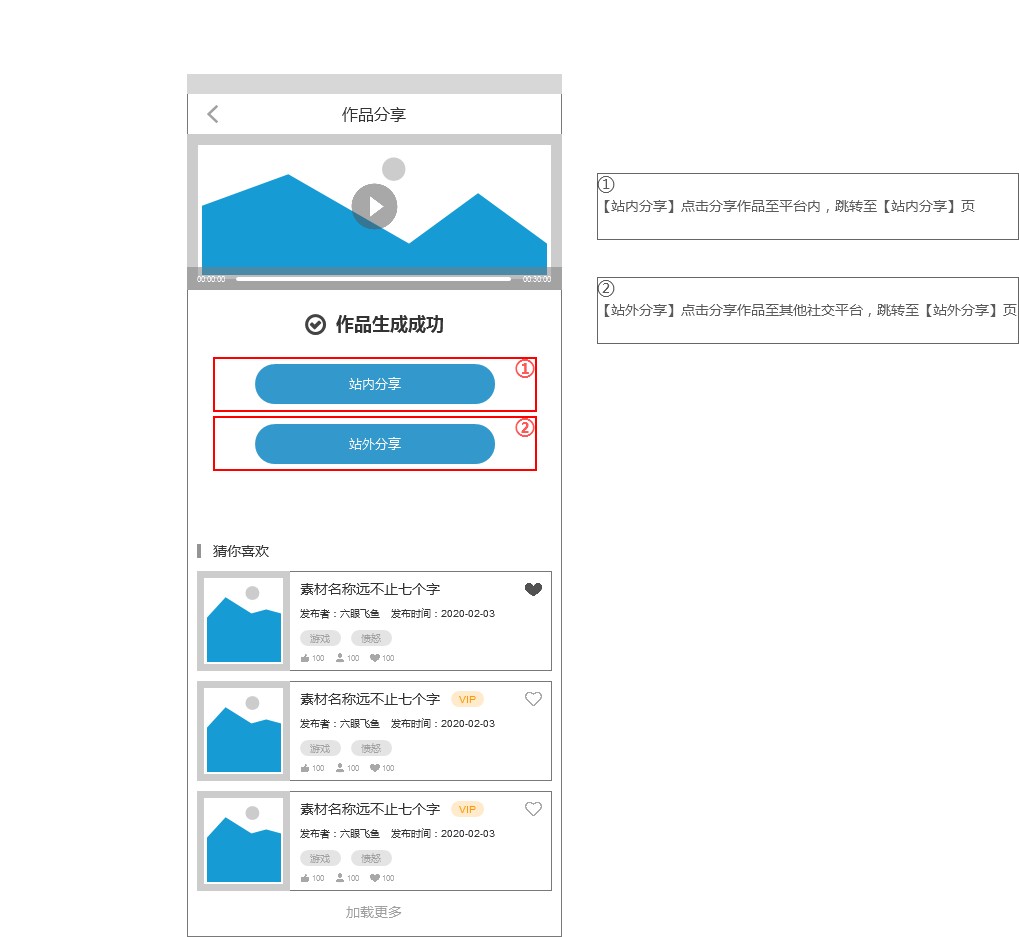 作品分享
00:00:00
00:30:00
作品生成成功
①
站内分享
②
站外分享
猜你喜欢
素材名称远不止七个字
发布者：六眼飞鱼 发布时间：2020-02-03
游戏 愤怒
100 100 100
素材名称远不止七个字 VIP
发布者：六眼飞鱼 发布时间：2020-02-03
游戏 愤怒
100 100 100
素材名称远不止七个字 VIP
发布者：六眼飞鱼 发布时间：2020-02-03
游戏 愤怒
100 100 100
加载更多
①
【站内分享】点击分享作品至平台内，跳转至【站内分享】页
②
【站外分享】点击分享作品至其他社交平台，跳转至【站外分享】页